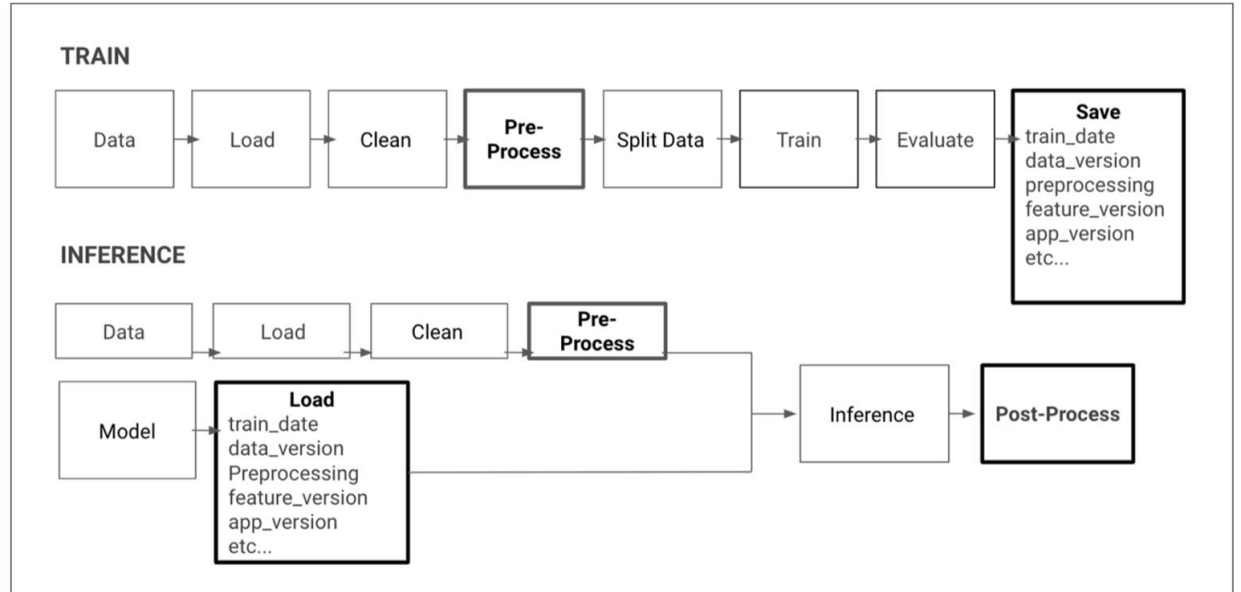 TRAIN
Data
Load
Clean
Pre-
Process
Split Data
Train
Evaluate
Save
train_date
data_version
preprocessing
feature_version
app_version
etc...
INFERENCE
Data
Load
Clean
Pre-
Process
Model
Load
train_date
data_version
Preprocessing
feature_version
app_version
etc...
Inference
Post-Process